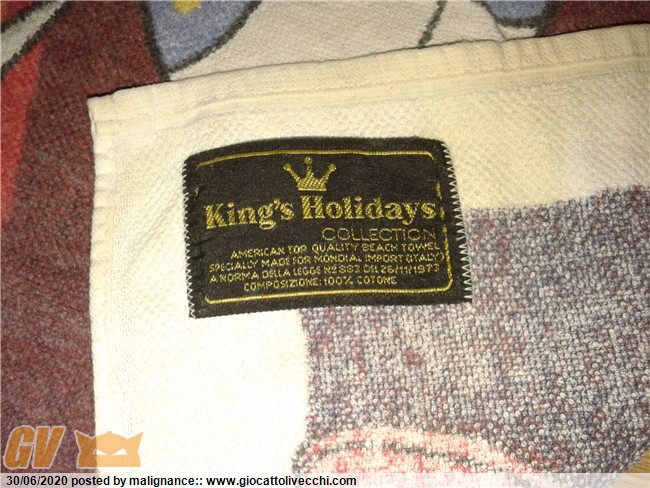 King's Holidays
COLLECTION
AMERICAN TOP QUALITY BEACH TOWEL
SPECIALLY MADE FOR MONDIAL IMPORT (ITALY)
A NORMA DELLA LEGGE Nº 883 DEL 26/11/1973
COMPOSIZIONE: 100% COTONE
GV
30/06/2020 posted by malignance:: www.giocattolivecchi.com